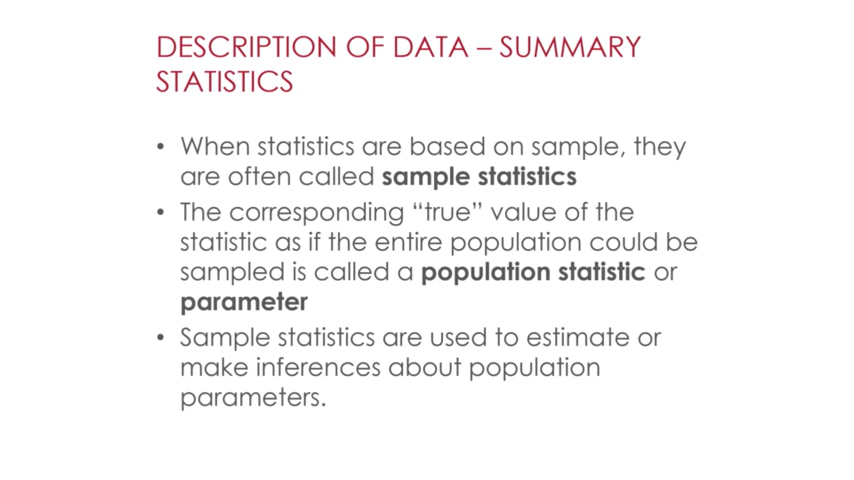 DESCRIPTION OF DATA – SUMMARY
STATISTICS
• When statistics are based on sample, they
are often called sample statistics
• The corresponding “true” value of the
statistic as if the entire population could be
sampled is called a population statistic or
parameter
• Sample statistics are used to estimate or
make inferences about population
parameters.